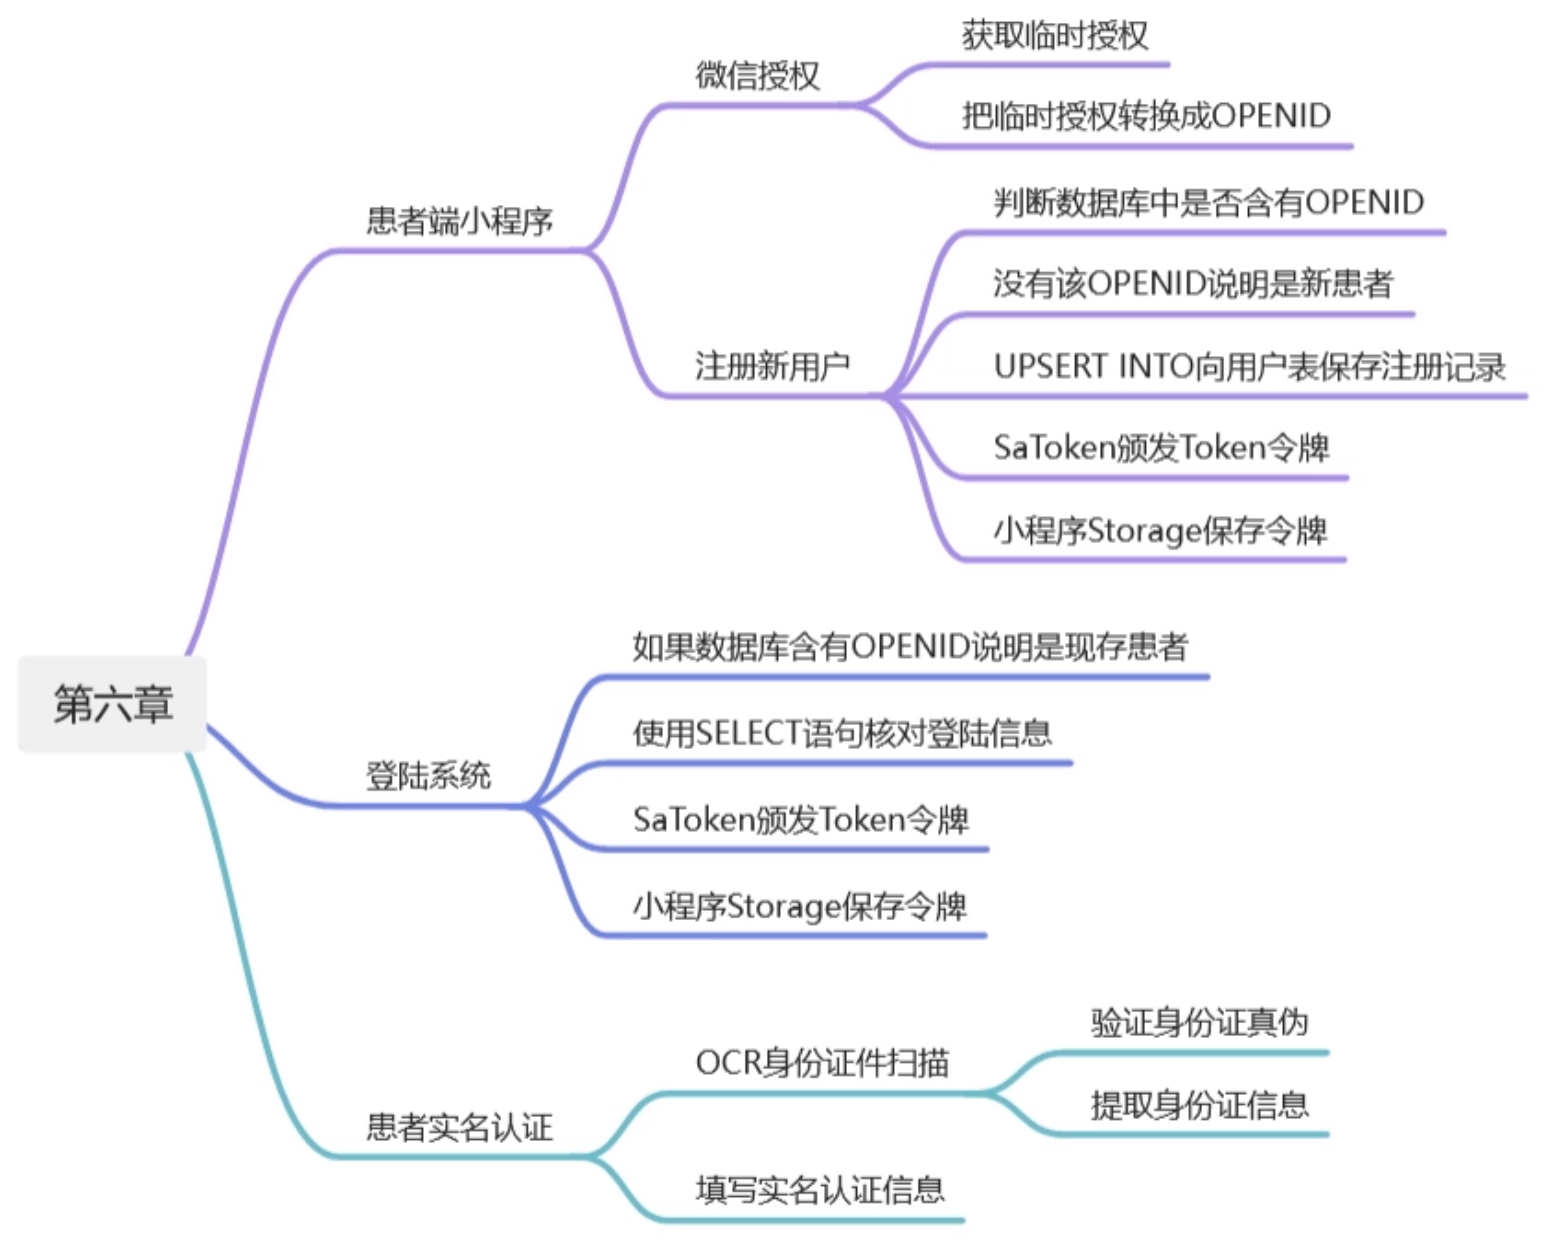 第六章
患者端小程序
微信授权
获取临时授权
把临时授权转换成OPENID
注册新用户
判断数据库中是否含有OPENID
没有该OPENID说明是新患者
UPSERT INTO向用户表保存注册记录
SaToken颁发Token令牌
小程序Storage保存令牌
登陆系统
如果数据库含有OPENID说明是现存患者
使用SELECT语句核对登陆信息
SaToken颁发Token令牌
小程序Storage保存令牌
患者实名认证
OCR身份证件扫描
验证身份证真伪
提取身份证信息
填写实名认证信息